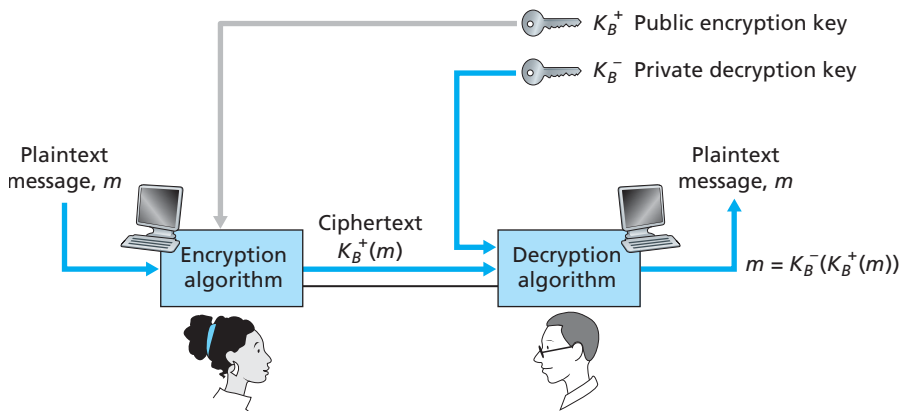 K_B^+ Public encryption key
K_B^- Private decryption key
Plaintext
message, m
Plaintext
message, m
Ciphertext
K_B^+(m)
Encryption
algorithm
Decryption
algorithm
m = K_B^-(K_B^+(m))